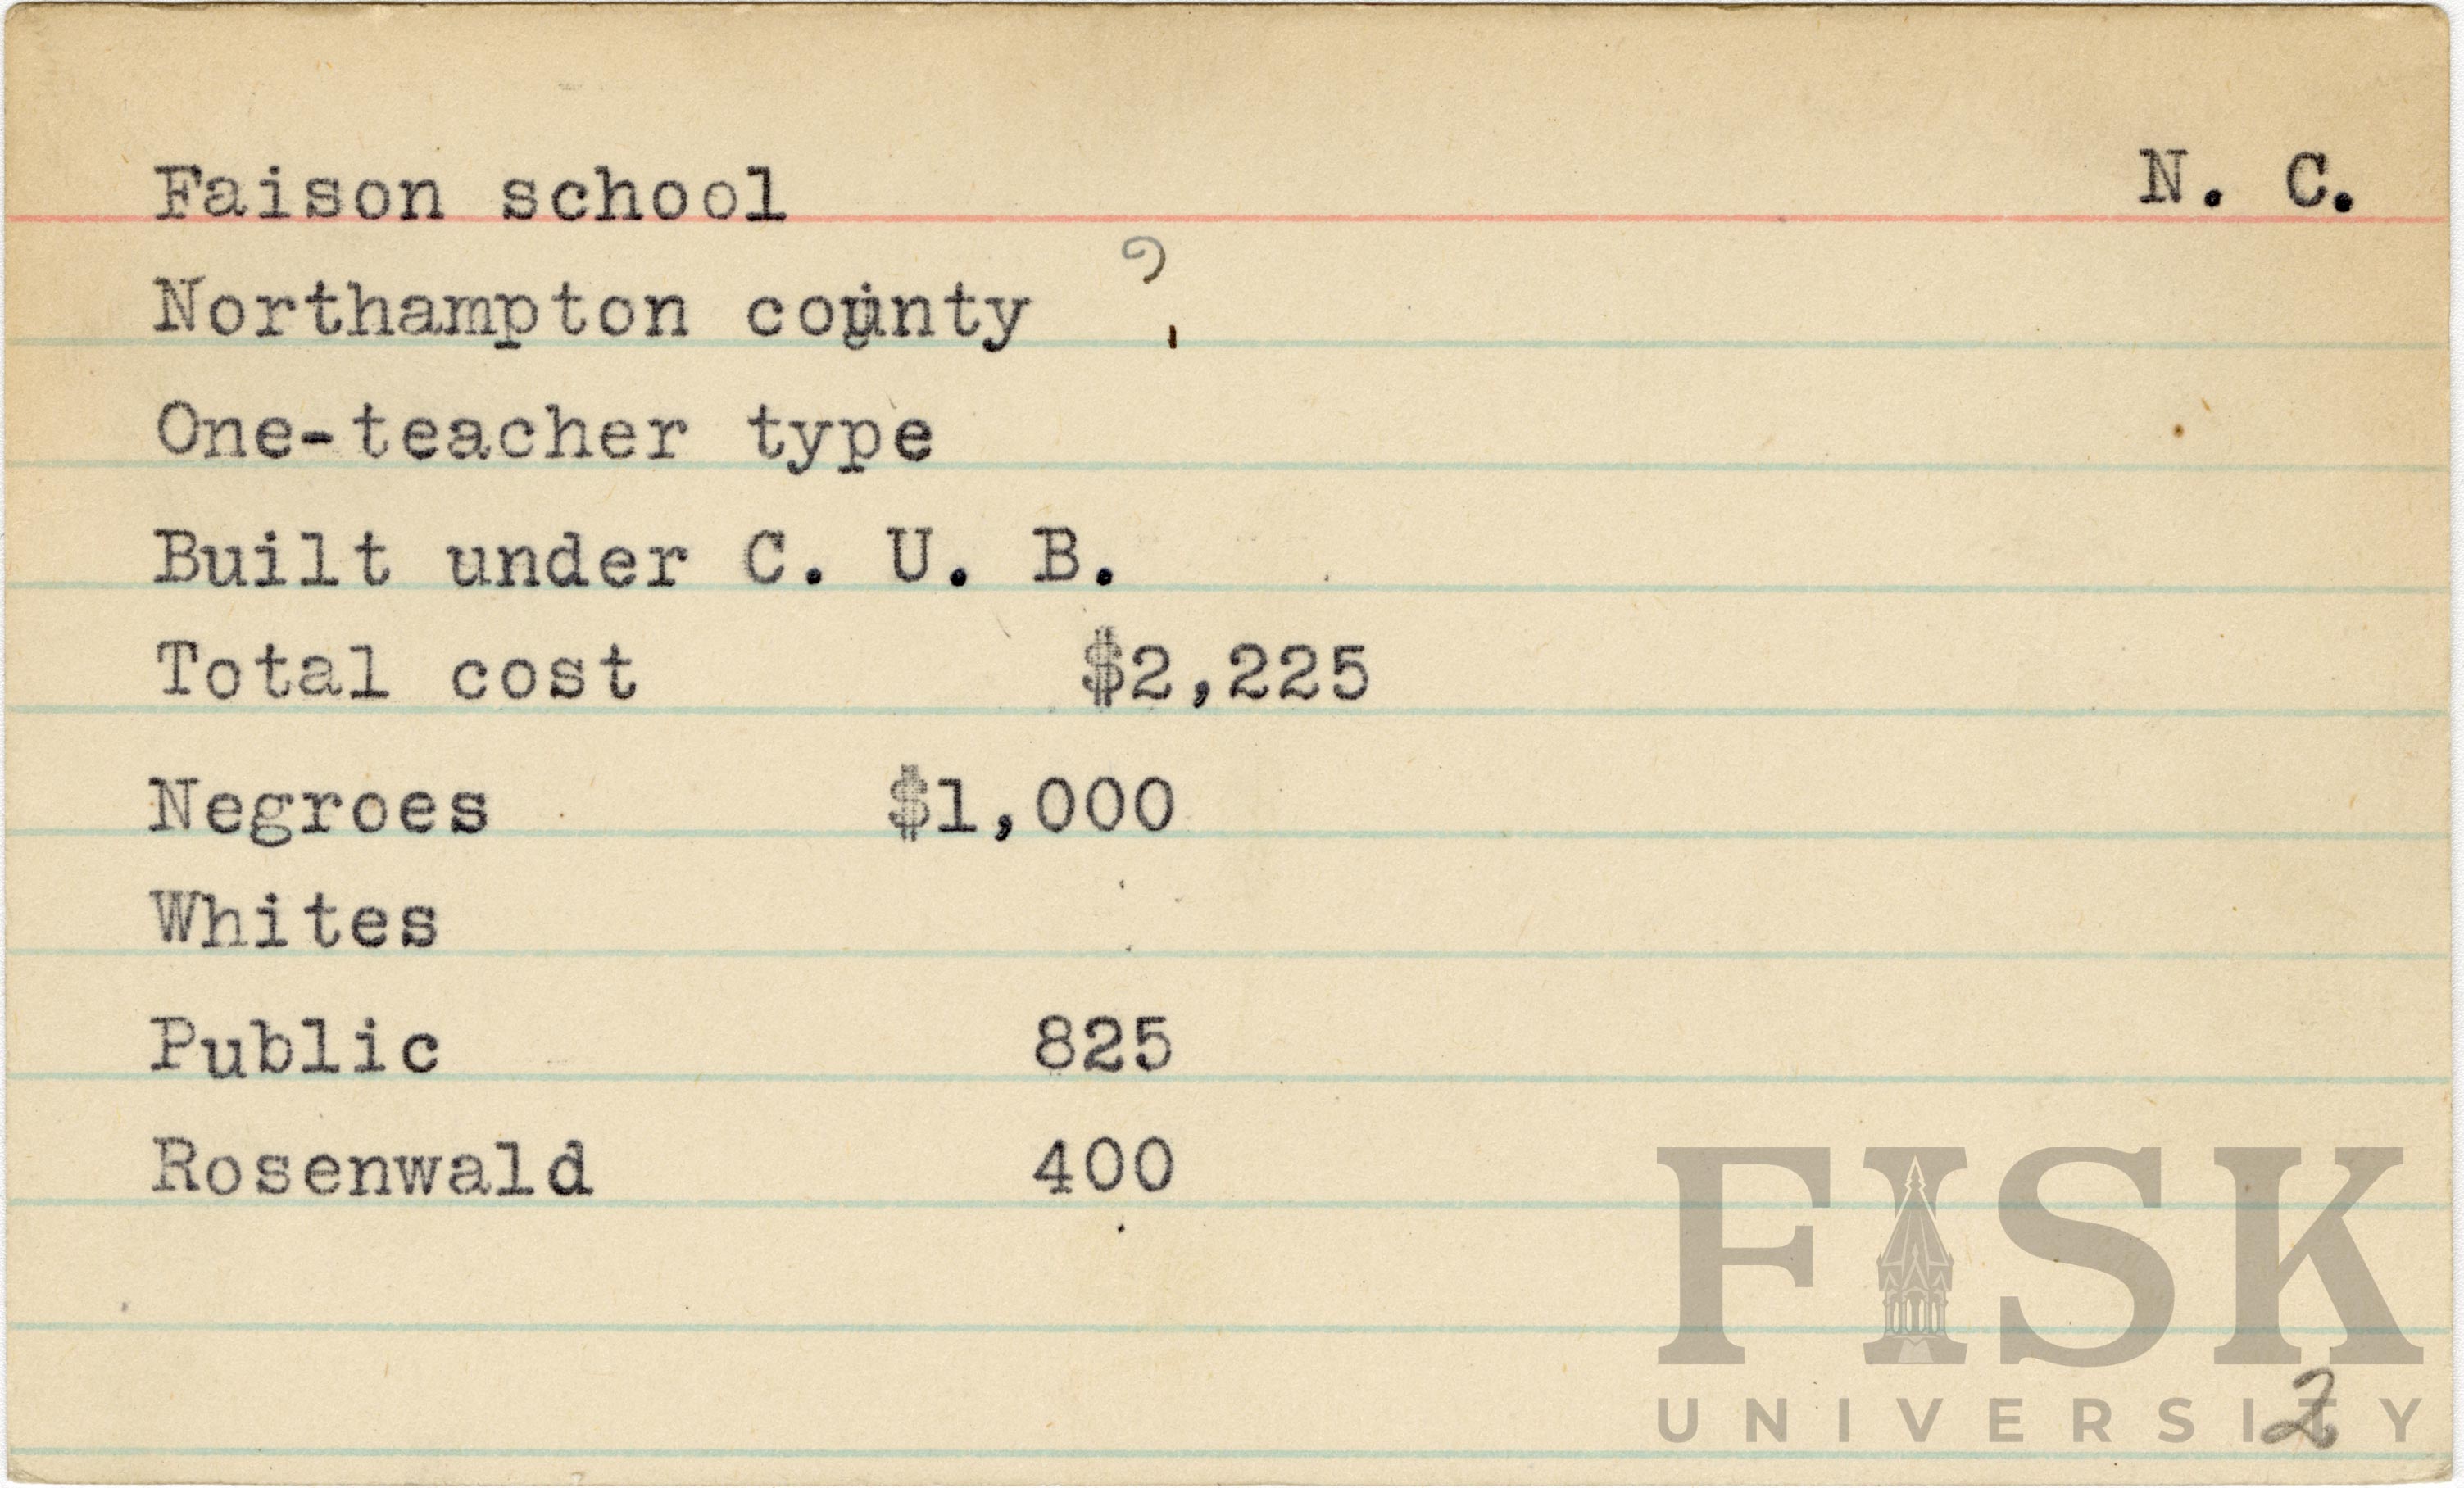 Faison school N. C.
?
Northampton county
One-teacher type
Built under C. U. B.
Total cost $2,225
Negroes $1,000
Whites
Public 825
Rosenwald 400
FISK
UNIVERSITY
2